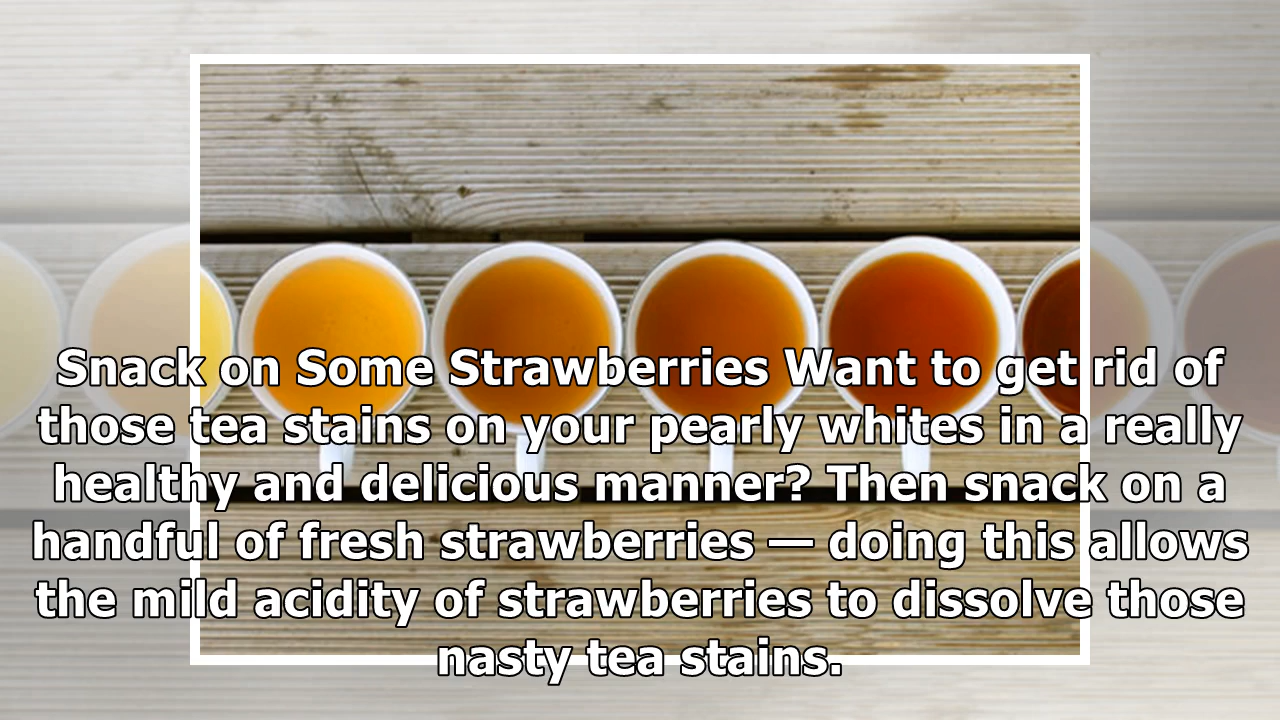 Snack on Some Strawberries Want to get rid of
those tea stains on your pearly whites in a really
healthy and delicious manner? Then snack on a
handful of fresh strawberries — doing this allows
the mild acidity of strawberries to dissolve those
nasty tea stains.